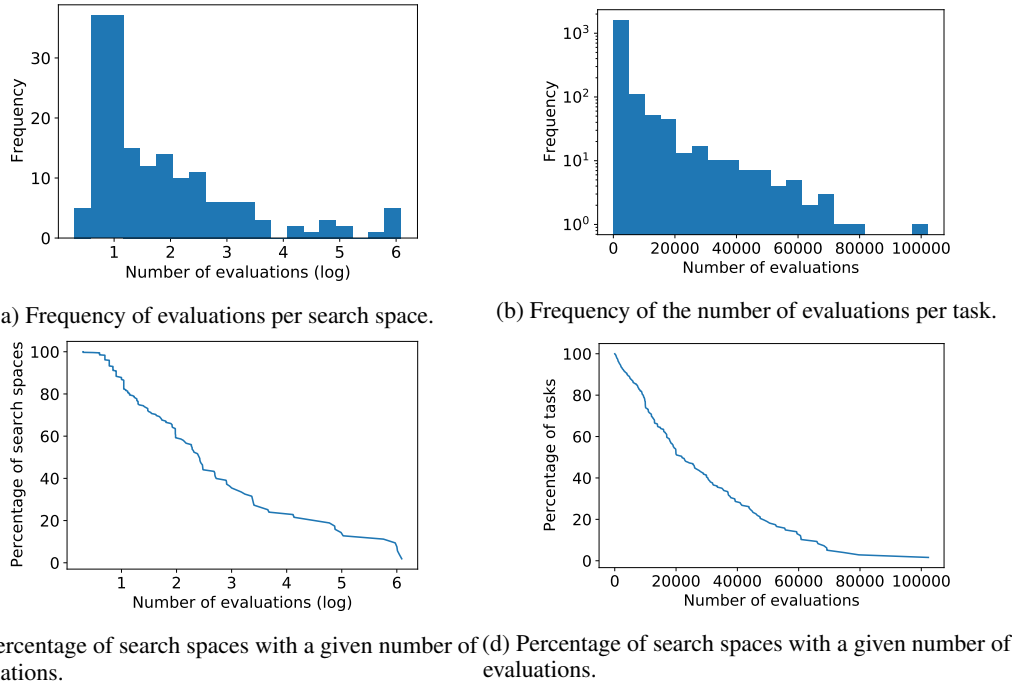 30
20
10
0
Frequency
1 2 3 4 5 6
Number of evaluations (log)
a) Frequency of evaluations per search space.
10³
10²
10¹
10⁰
Frequency
0 20000 40000 60000 80000 100000
Number of evaluations
(b) Frequency of the number of evaluations per task.
100
80
60
40
20
0
Percentage of search spaces
1 2 3 4 5 6
Number of evaluations (log)
ercentage of search spaces with a given number of
ations.
100
80
60
40
20
0
Percentage of tasks
0 20000 40000 60000 80000 100000
Number of evaluations
(d) Percentage of search spaces with a given number of
evaluations.